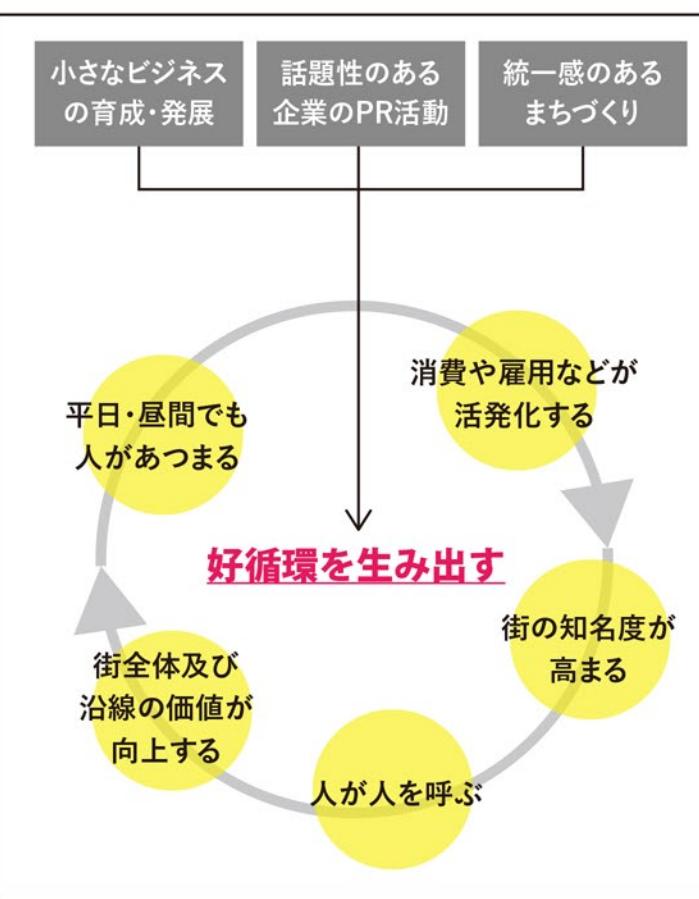 小さなビジネス
の育成・発展
話題性のある
企業のPR活動
統一感のある
まちづくり
消費や雇用などが
活発化する
平日・昼間でも
人があつまる
好循環を生み出す
街の知名度が
高まる
街全体及び
沿線の価値が
向上する
人が人を呼ぶ